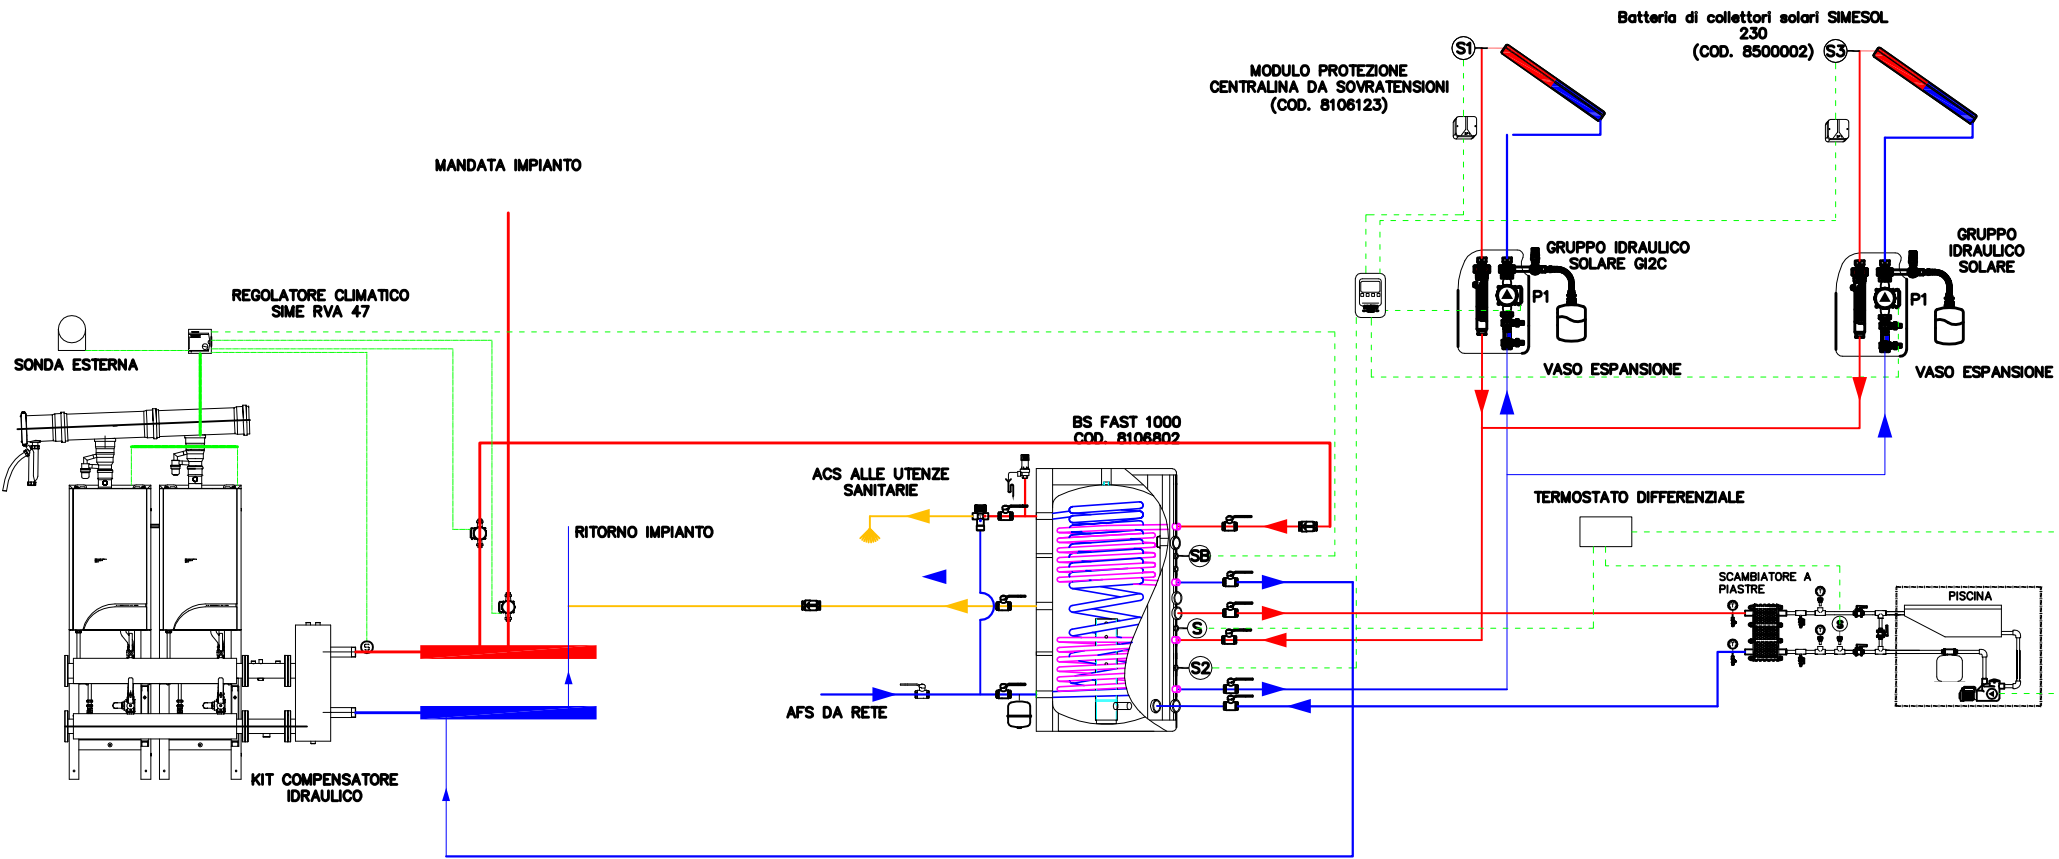 Batteria di collettori solari SIMESOL
230
(COD. 8500002)
S1
S3
MODULO PROTEZIONE
CENTRALINA DA SOVRATENSIONI
(COD. 8106123)
MANDATA IMPIANTO
GRUPPO IDRAULICO
SOLARE GI2C
GRUPPO
IDRAULICO
SOLARE
P1
P1
REGOLATORE CLIMATICO
SIME RVA 47
SONDA ESTERNA
VASO ESPANSIONE
VASO ESPANSIONE
BS FAST 1000
COD. 8106802
ACS ALLE UTENZE
SANITARIE
TERMOSTATO DIFFERENZIALE
RITORNO IMPIANTO
SB
SCAMBIATORE A
PIASTRE
PISCINA
S
S
S
S2
AFS DA RETE
KIT COMPENSATORE
IDRAULICO